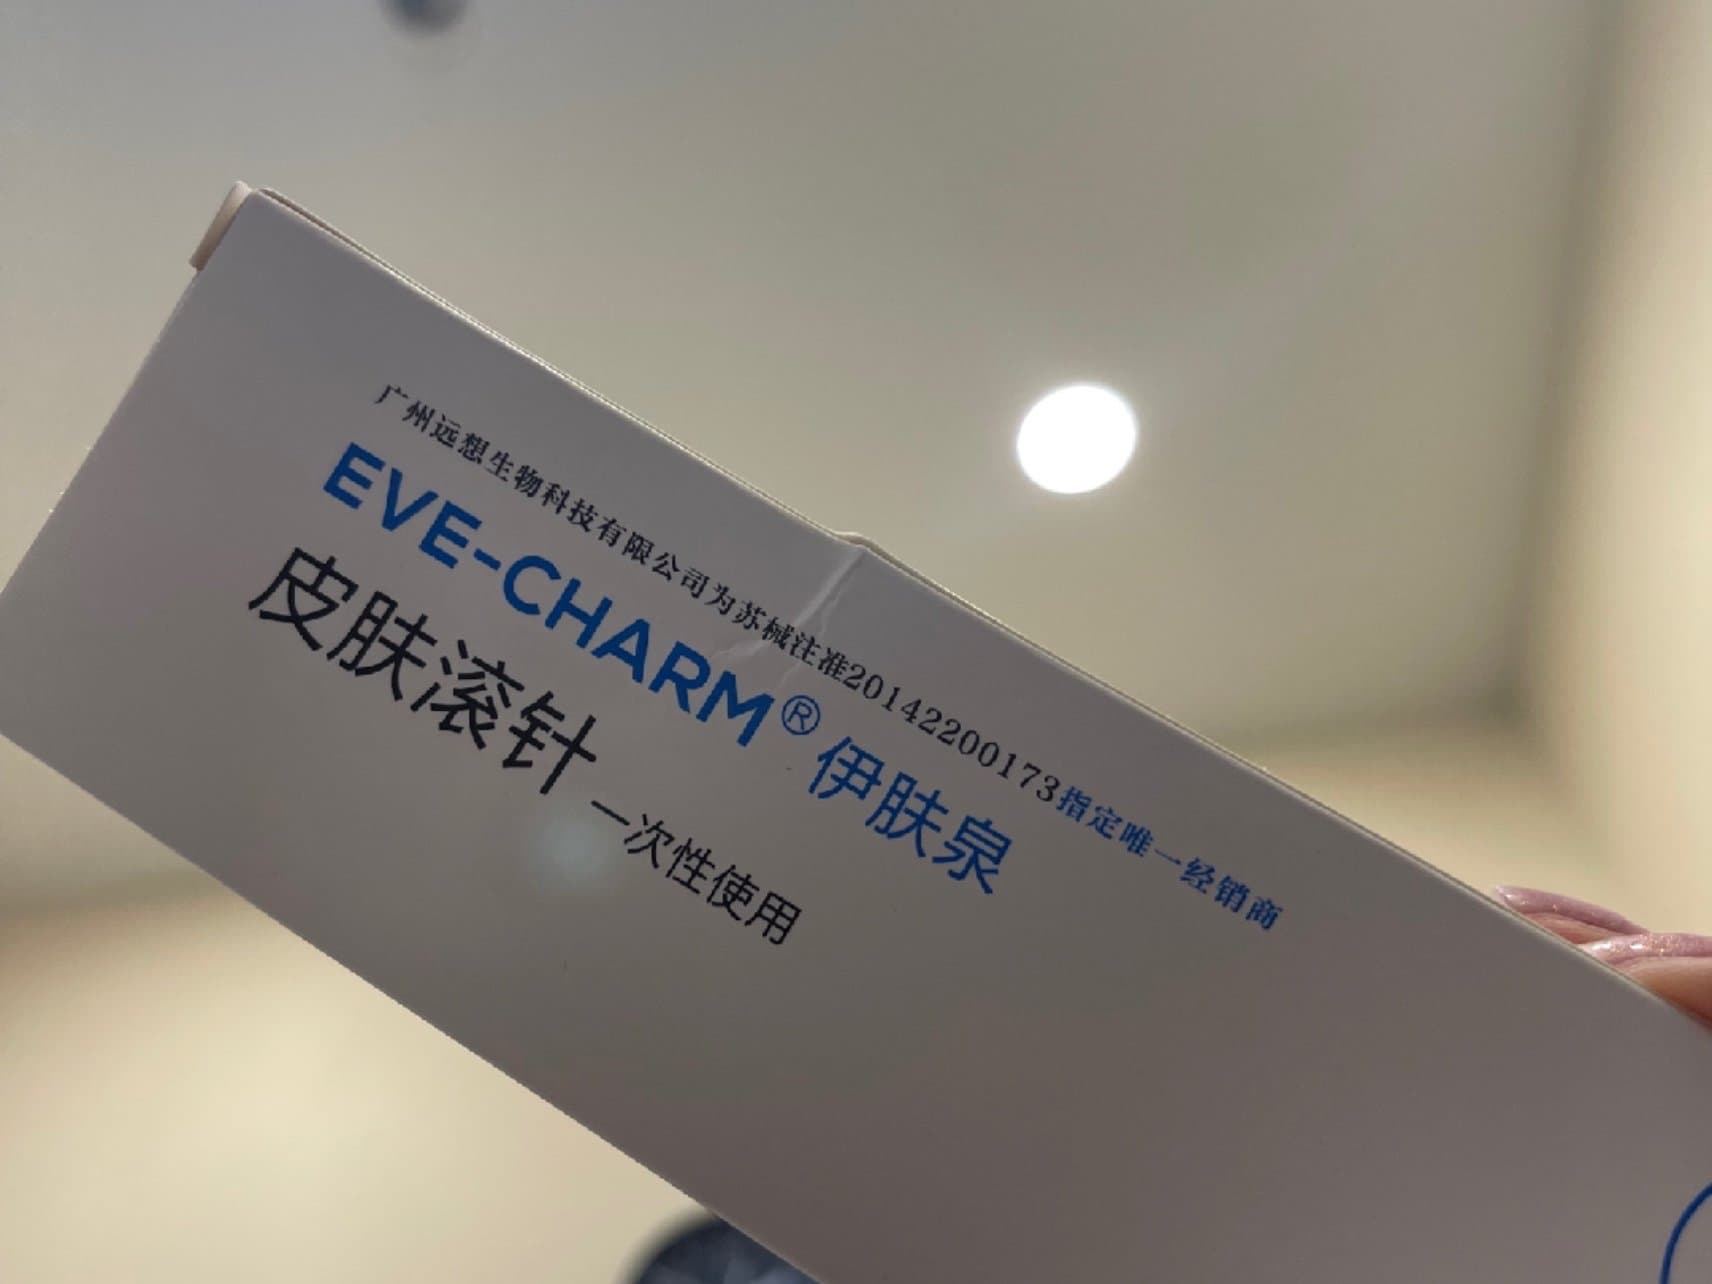 广州远想生物科技有限公司为苏械注准20142200173指定唯一经销商
EVE-CHARM® 伊肤泉
皮肤滚针 一次性使用